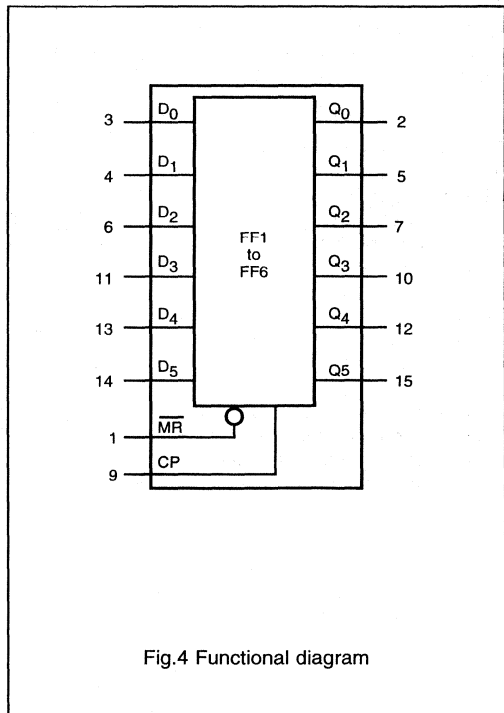 3 D0 Q0 2
4 D1 Q1 5
6 D2 Q2 7
FF1
to
FF6
11 D3 Q3 10
13 D4 Q4 12
14 D5 Q5 15
1 M̅R̅
9 CP
Fig.4 Functional diagram